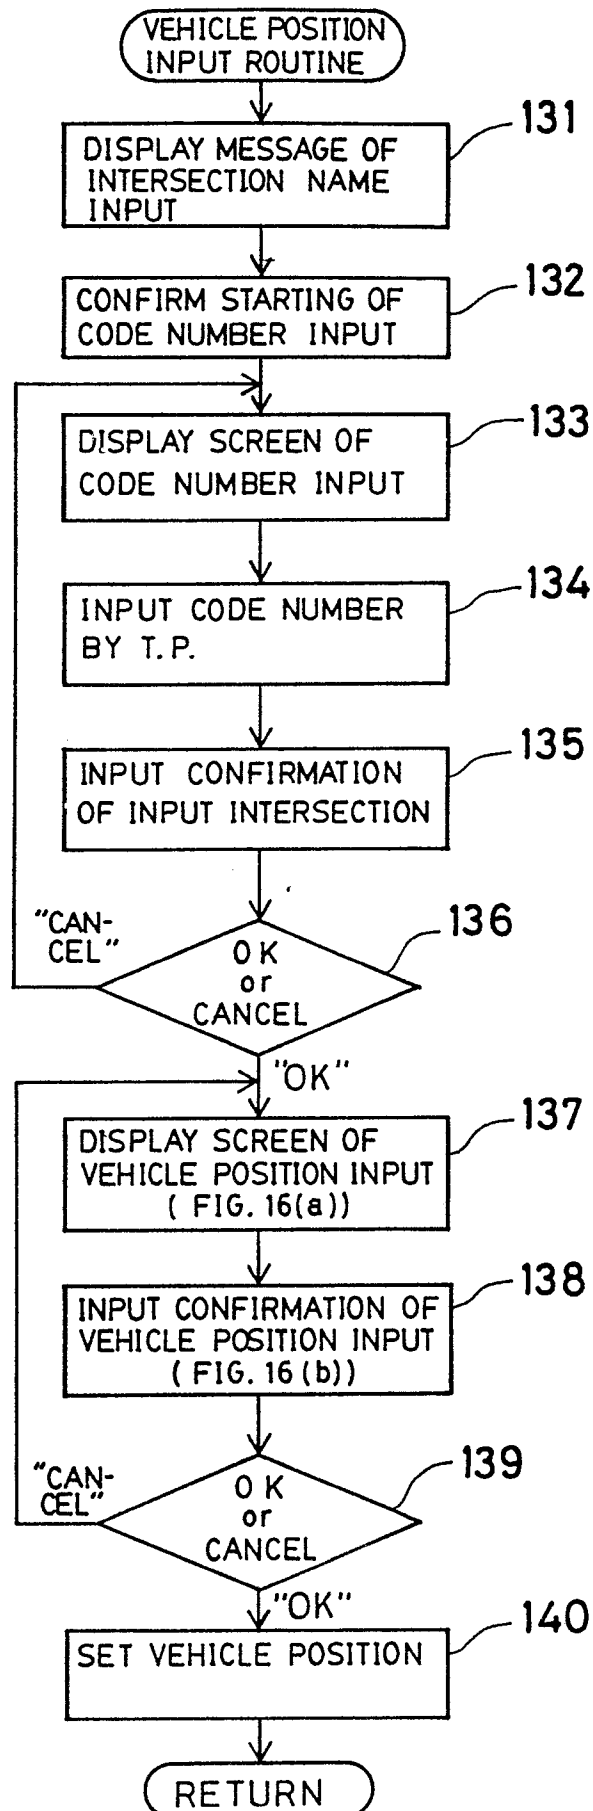 VEHICLE POSITION
INPUT ROUTINE
131
DISPLAY MESSAGE OF
INTERSECTION NAME
INPUT
132
CONFIRM STARTING OF
CODE NUMBER INPUT
133
DISPLAY SCREEN OF
CODE NUMBER INPUT
134
INPUT CODE NUMBER
BY T.P.
135
INPUT CONFIRMATION
OF INPUT INTERSECTION
136
"CAN-
CEL"
OK
or
CANCEL
"OK"
137
DISPLAY SCREEN OF
VEHICLE POSITION INPUT
(FIG. 16(a))
138
INPUT CONFIRMATION OF
VEHICLE POSITION INPUT
(FIG. 16(b))
139
"CAN-
CEL"
OK
or
CANCEL
"OK"
140
SET VEHICLE POSITION
RETURN